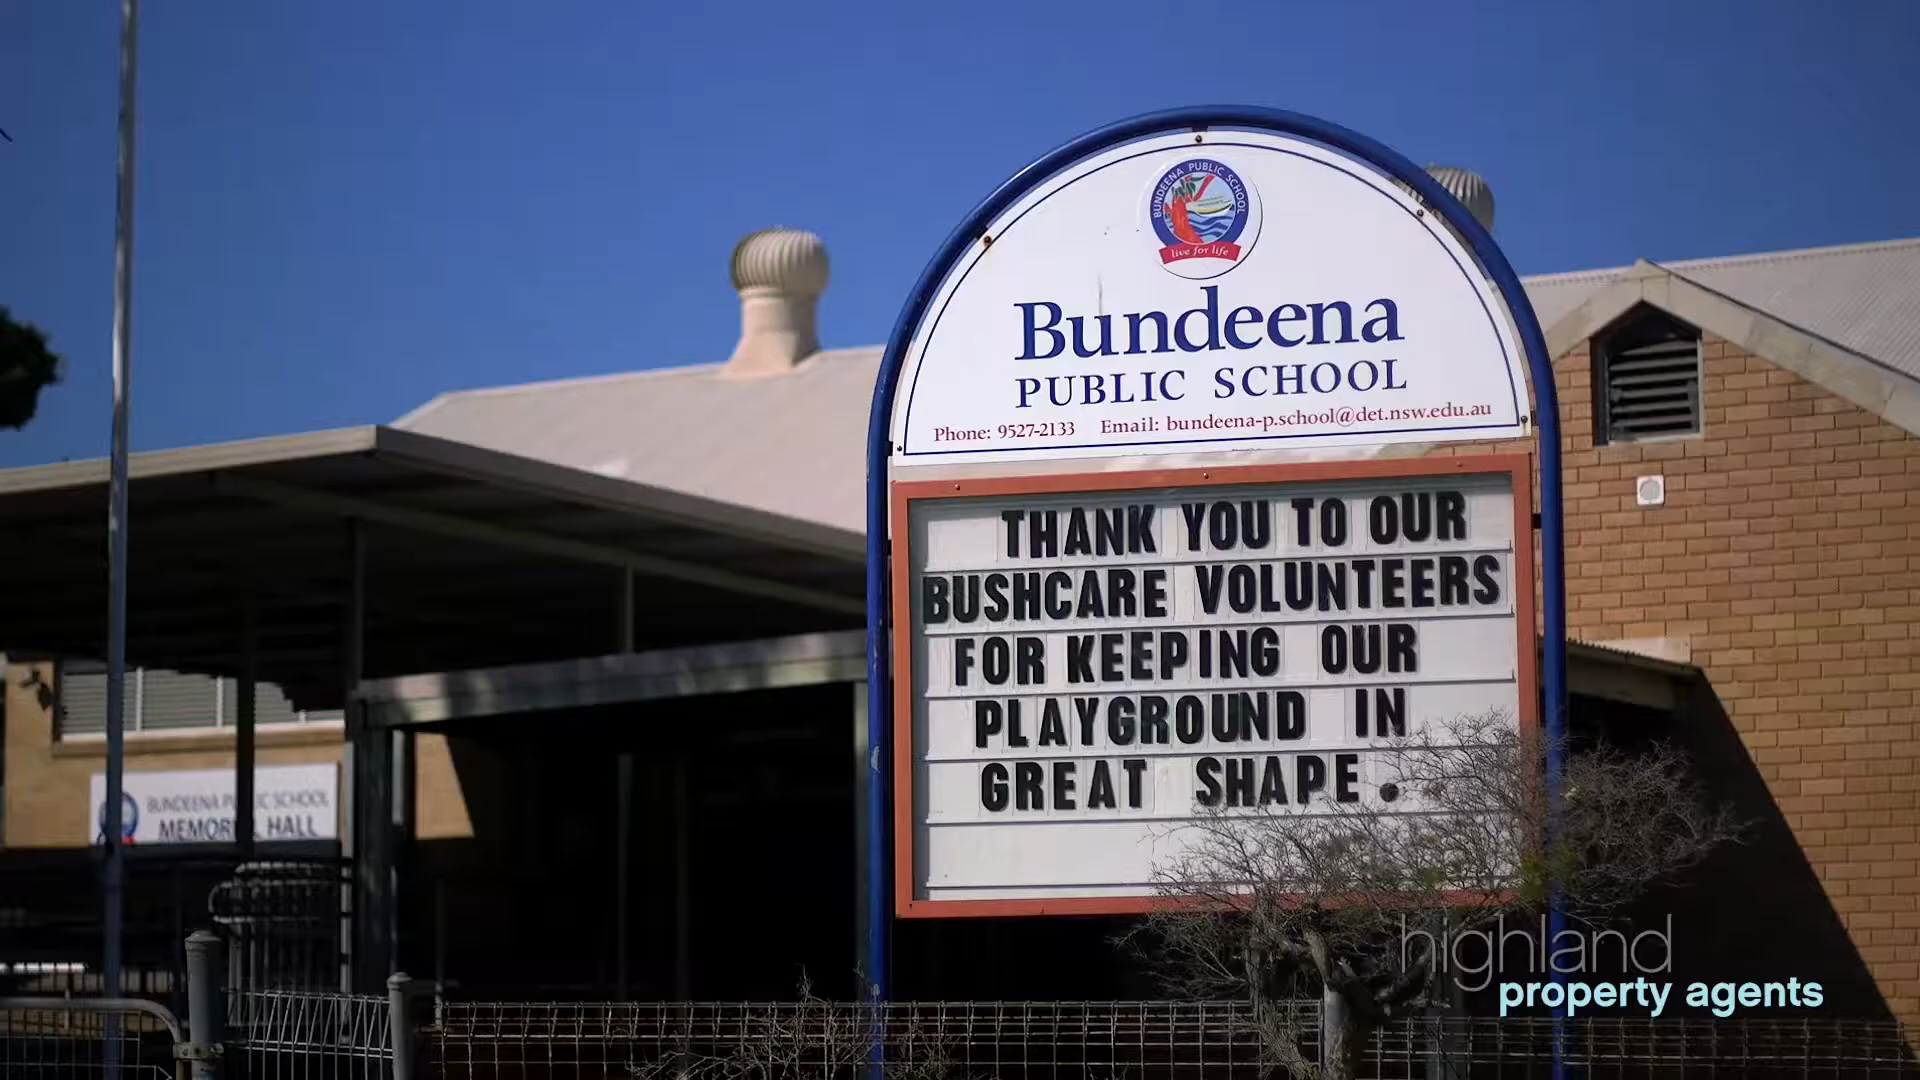 BUNDEENA PUBLIC SCHOOL
live for life
Bundeena
PUBLIC SCHOOL
Phone: 9527-2133 Email: bundeena-p.school@det.nsw.edu.au
THANK YOU TO OUR
BUSHCARE VOLUNTEERS
FOR KEEPING OUR
PLAYGROUND IN
GREAT SHAPE.
BUNDEENA PUBLIC SCHOOL
MEMORIAL HALL
highland
property agents